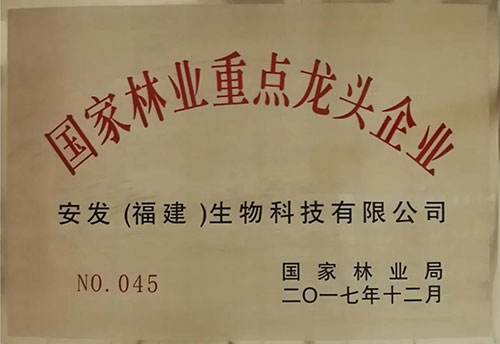 国家林业重点龙头企业
安发(福建)生物科技有限公司
NO.045
国家林业局
二〇一七年十二月